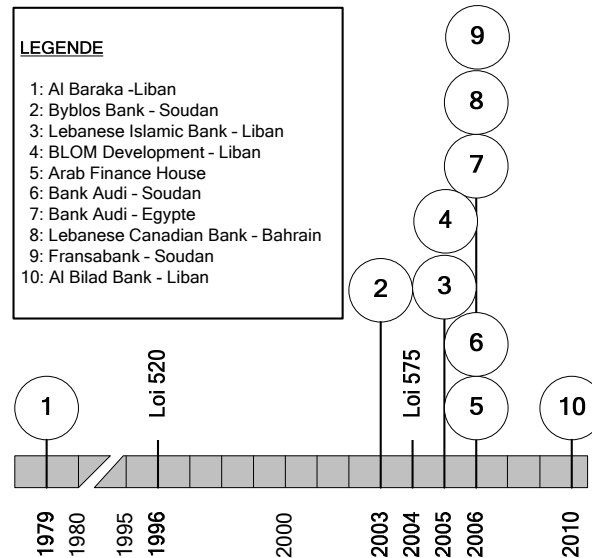 LEGENDE
1: Al Baraka -Liban
2: Byblos Bank - Soudan
3: Lebanese Islamic Bank - Liban
4: BLOM Development - Liban
5: Arab Finance House
6: Bank Audi - Soudan
7: Bank Audi - Egypte
8: Lebanese Canadian Bank - Bahrain
9: Fransabank - Soudan
10: Al Bilad Bank - Liban
9
8
7
4
2
3
6
1
Loi 520
Loi 575
5
10
1979
1980
1995
1996
2000
2003
2004
2005
2006
2010